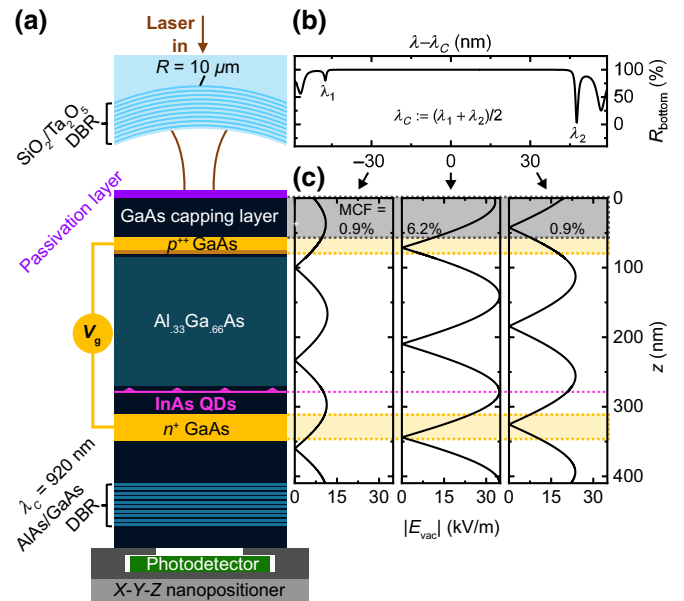 (a)
Laser
in
R = 10 µm
SiO2/Ta2O5
DBR
Passivation layer
GaAs capping layer
p++ GaAs
Al.33Ga.66As
Vg
InAs QDs
n+ GaAs
λC = 920 nm
AlAs/GaAs
DBR
Photodetector
X-Y-Z nanopositioner
(b)
λ–λC (nm)
λ1
λC := (λ1 + λ2)/2
λ2
100
50
0
Rbottom (%)
−30 0 30
(c)
MCF =
0.9% 6.2% 0.9%
0
100
200
300
400
z (nm)
0 15 30 0 15 30 0 15 30
|Evac| (kV/m)